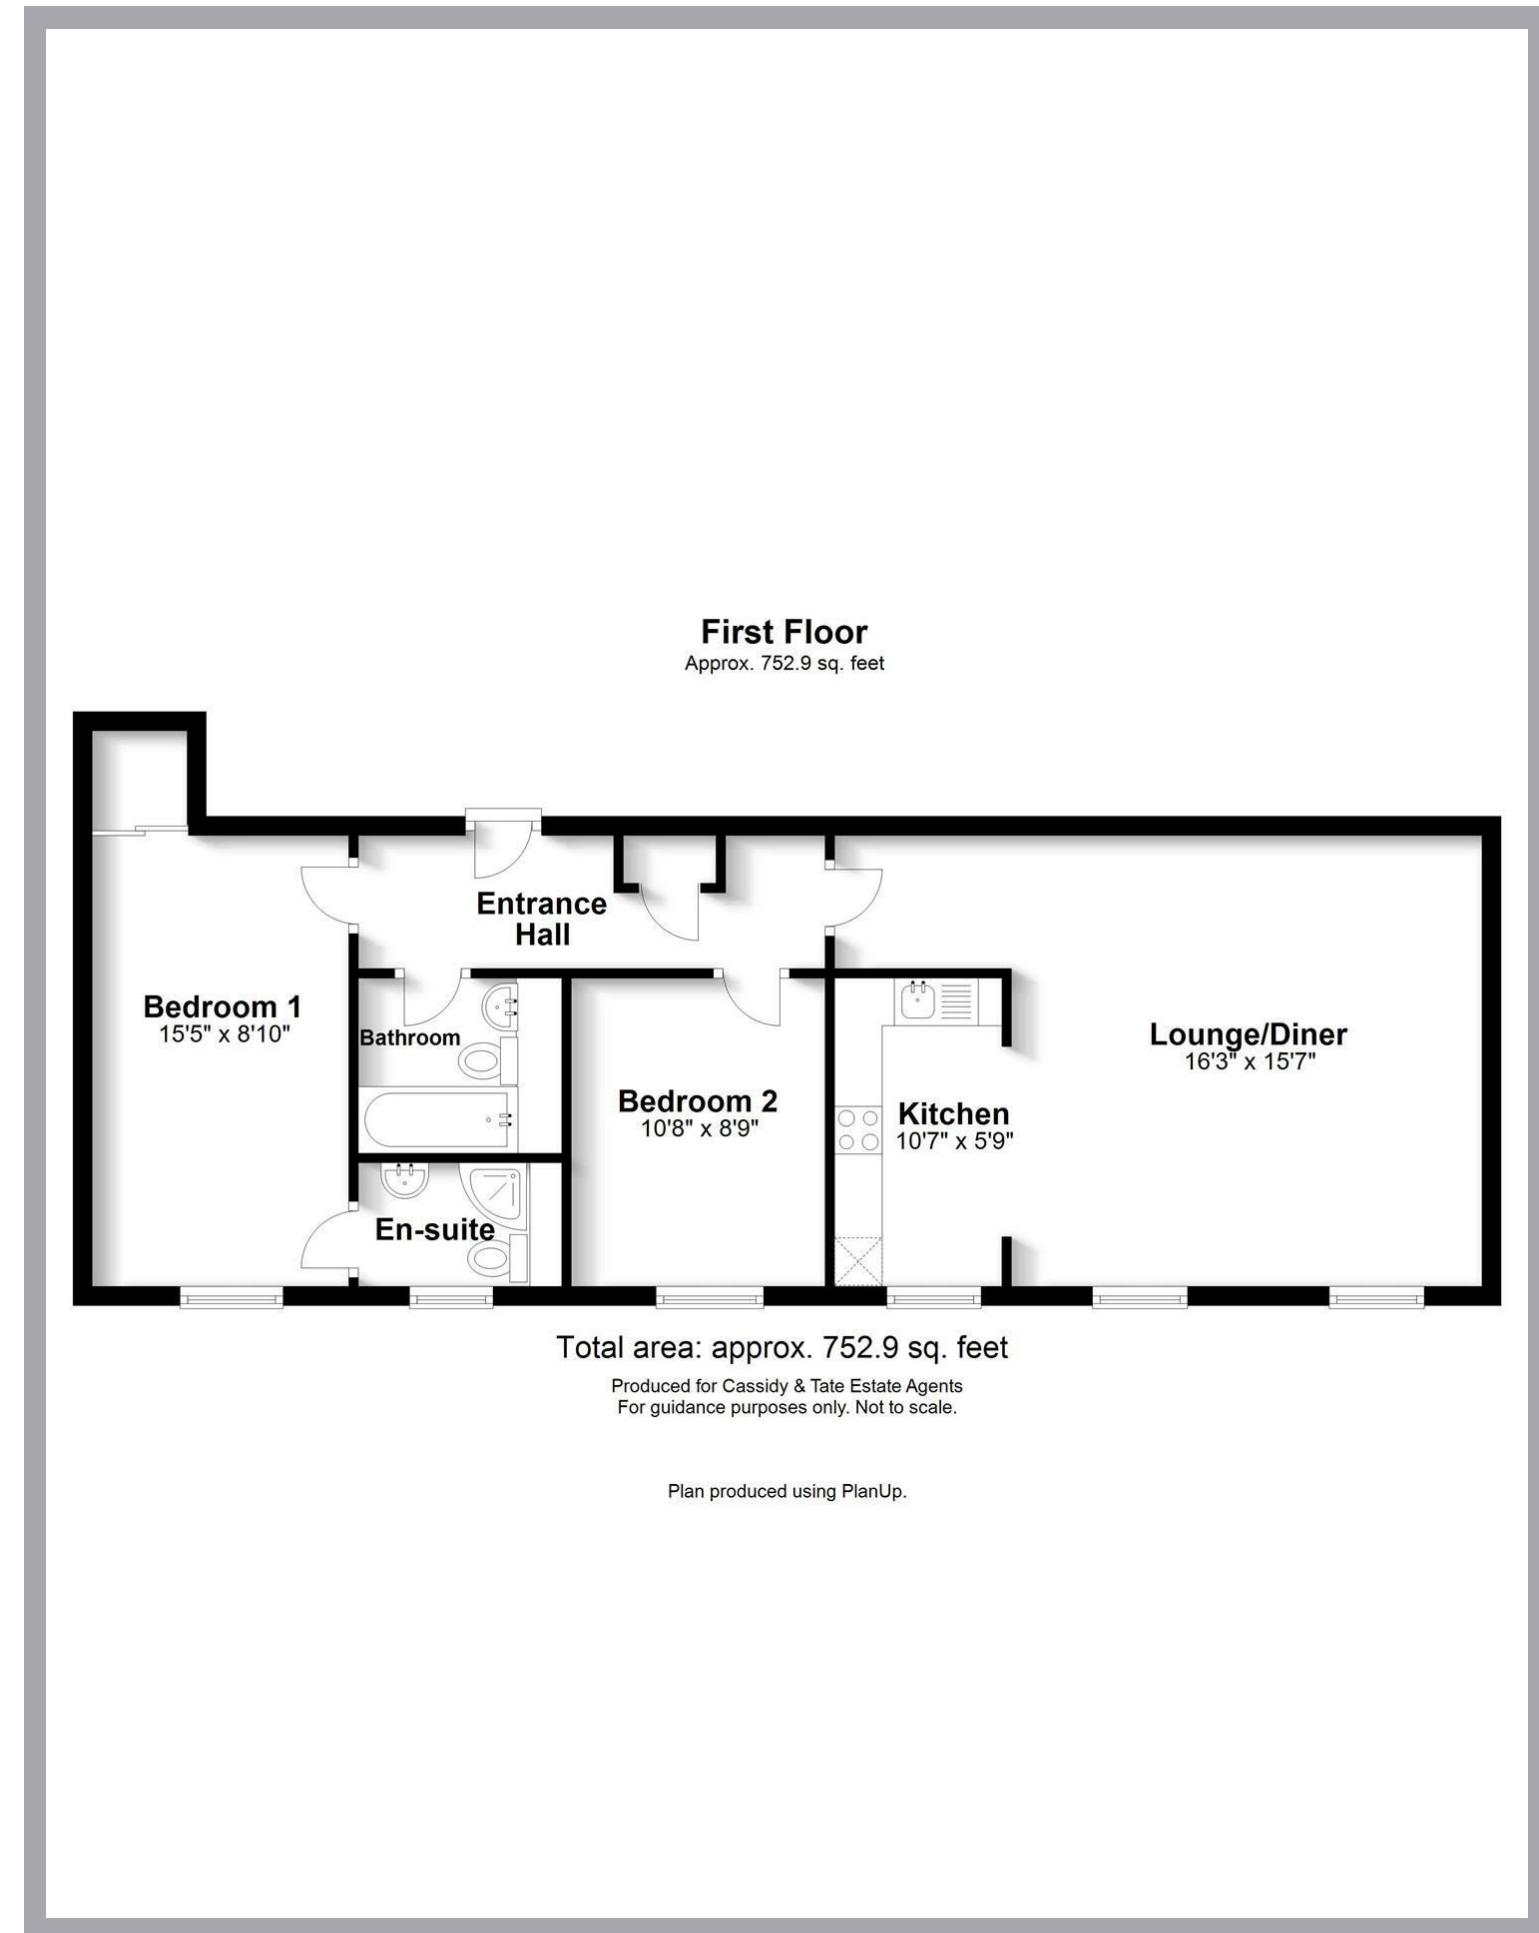 First Floor
Approx. 752.9 sq. feet
Entrance
Hall
Bedroom 1
15'5" x 8'10"
Bathroom
Lounge/Diner
16'3" x 15'7"
Bedroom 2
10'8" x 8'9"
Kitchen
10'7" x 5'9"
En-suite
Total area: approx. 752.9 sq. feet
Produced for Cassidy & Tate Estate Agents
For guidance purposes only. Not to scale.
Plan produced using PlanUp.